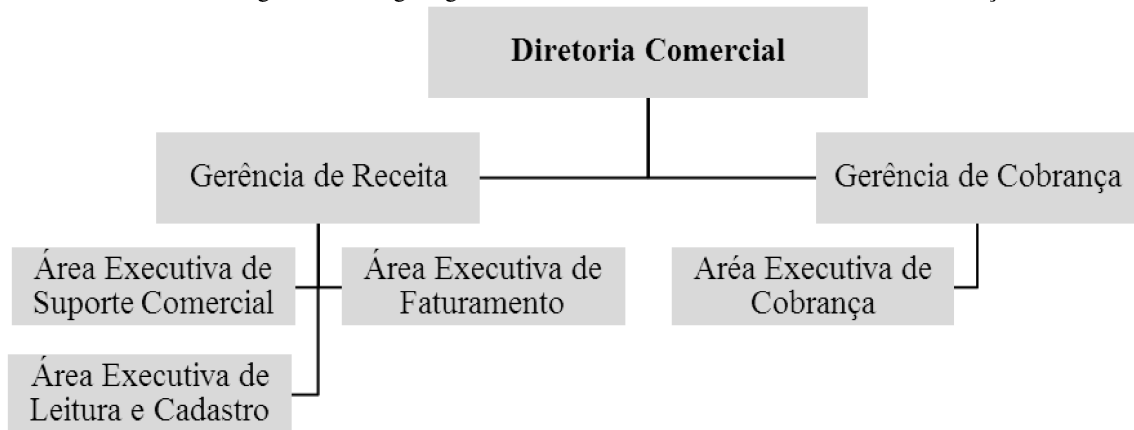 Diretoria Comercial
Gerência de Receita
Gerência de Cobrança
Área Executiva de
Suporte Comercial
Área Executiva de
Faturamento
Aréa Executiva de
Cobrança
Área Executiva de
Leitura e Cadastro